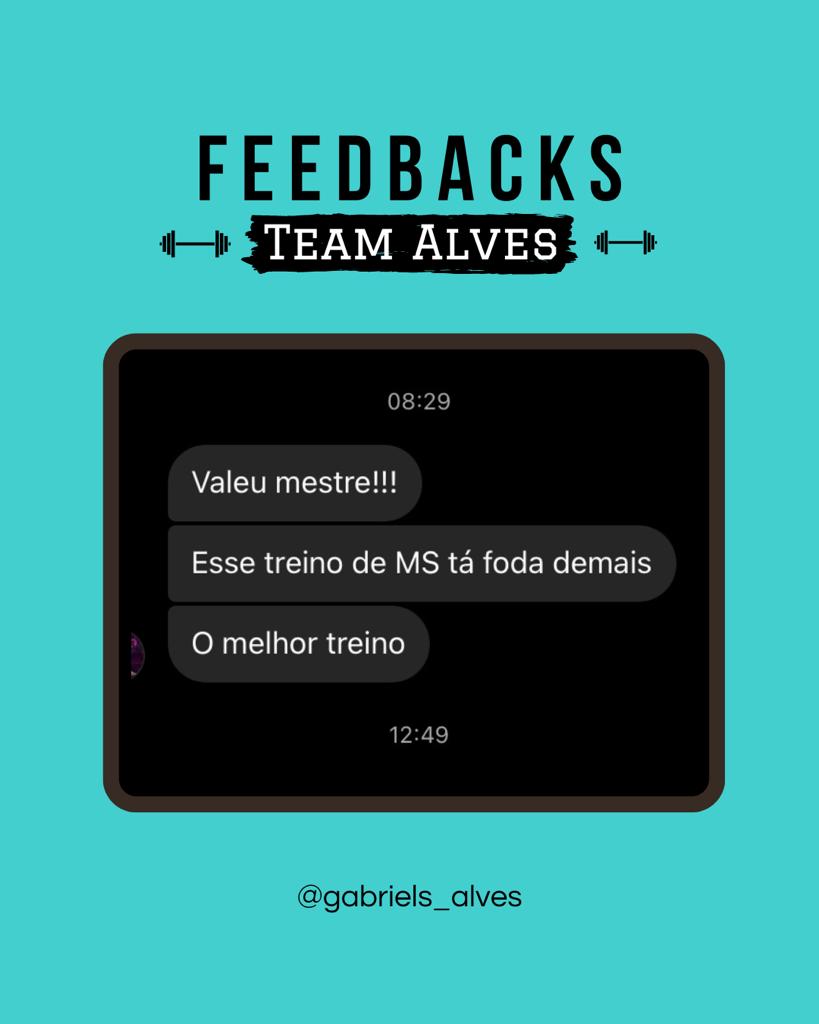 FEEDBACKS
TEAM ALVES
08:29
Valeu mestre!!!
Esse treino de MS tá foda demais
O melhor treino
12:49
@gabriels_alves